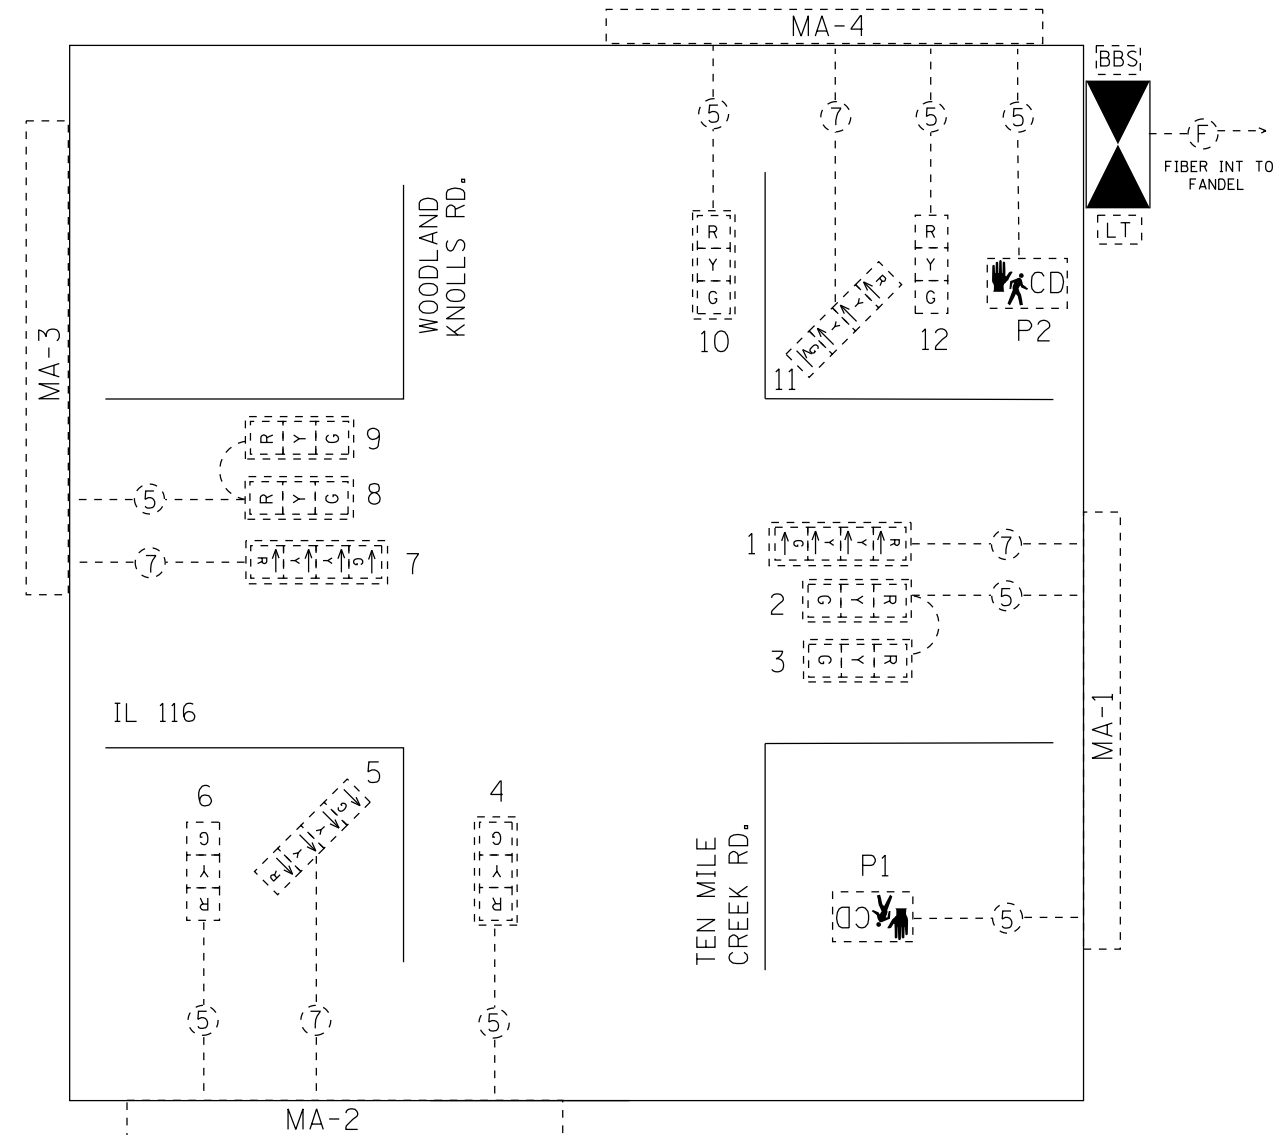 MA-4
BBS
5
7
5
5
F
FIBER INT TO
FANDEL
LT
WOODLAND
KNOLLS RD.
R
Y
G
10
R
Y
Y
G
11
R
Y
G
12
CD
P2
MA-3
R Y G
9
5
R Y G
8
7
R Y Y G
7
1
G Y Y R
7
2
G Y R
5
3
G Y R
MA-1
IL 116
6
G
Y
R
5
G
Y
Y
R
4
G
Y
R
TEN MILE
CREEK RD.
P1
CD
5
5
7
5
MA-2